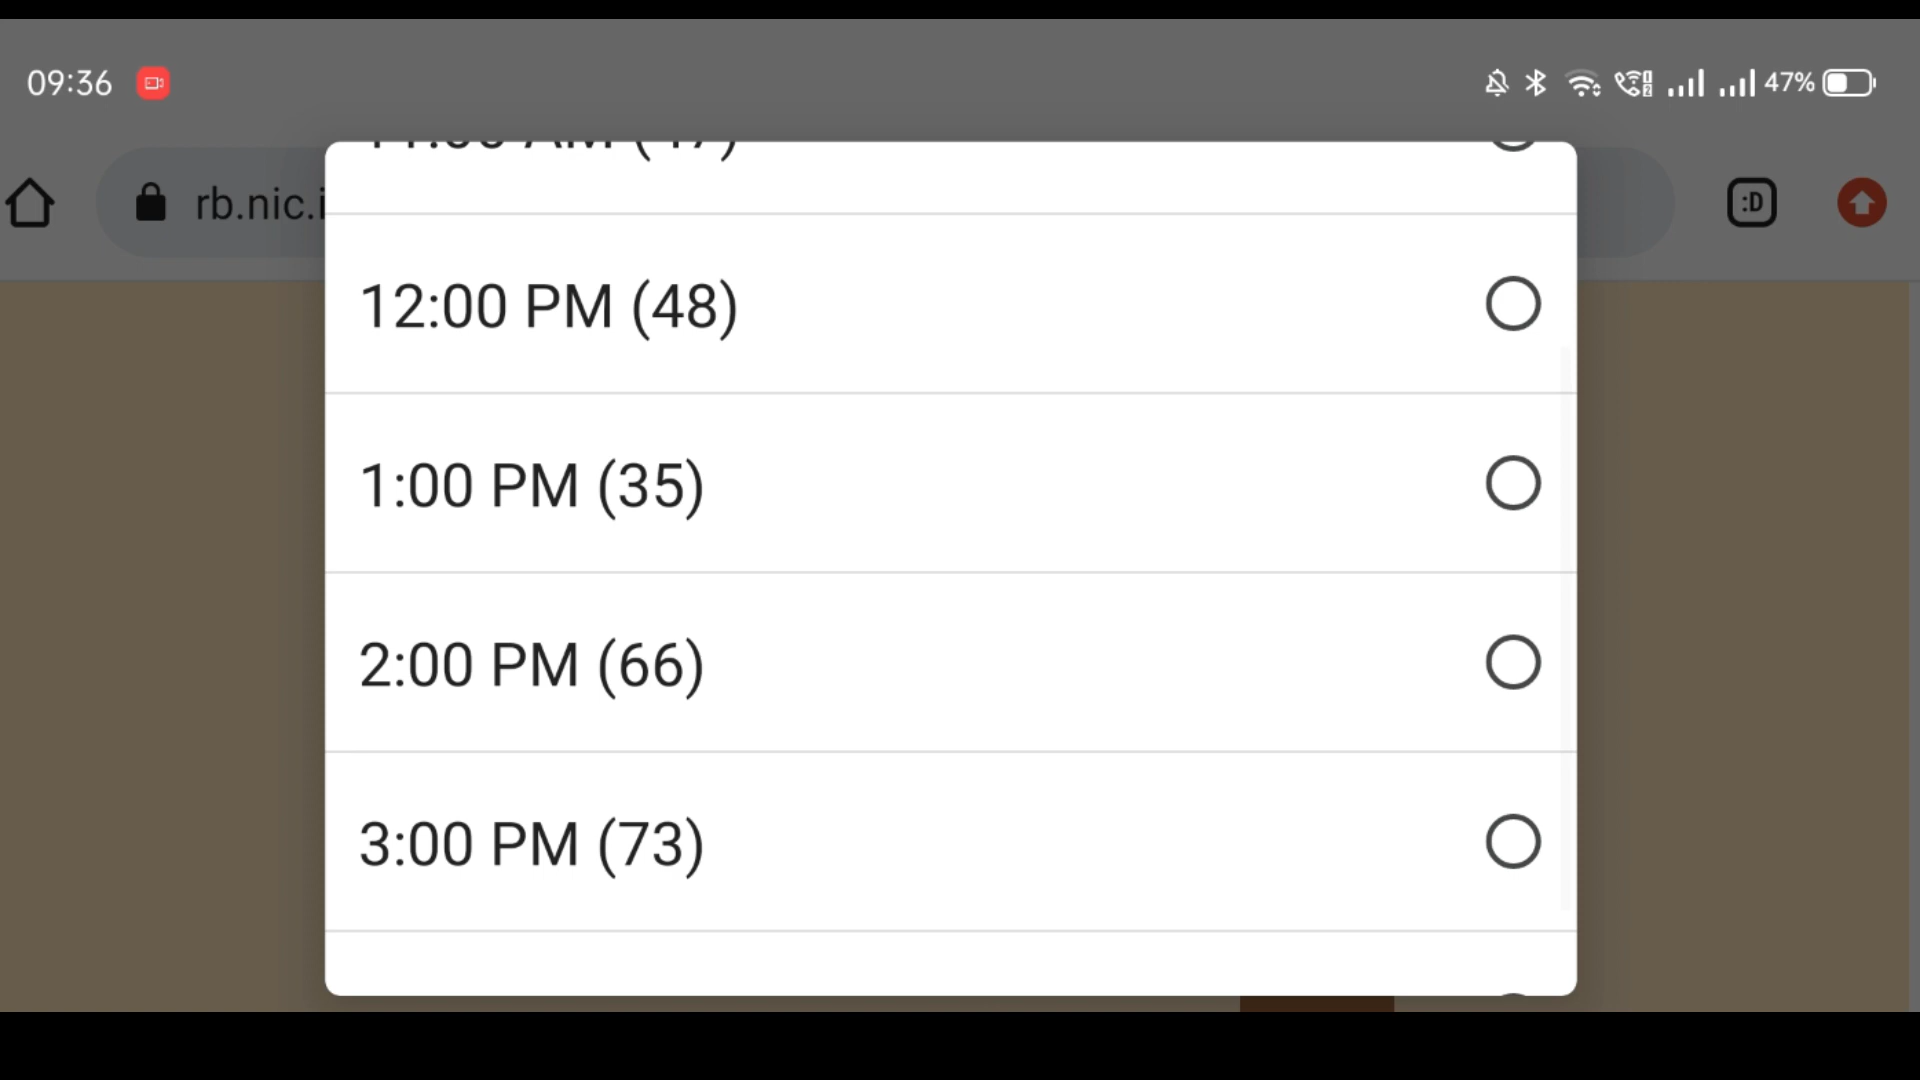 09:36
47%
rb.nic.i
:D
12:00 PM (48)
1:00 PM (35)
2:00 PM (66)
3:00 PM (73)